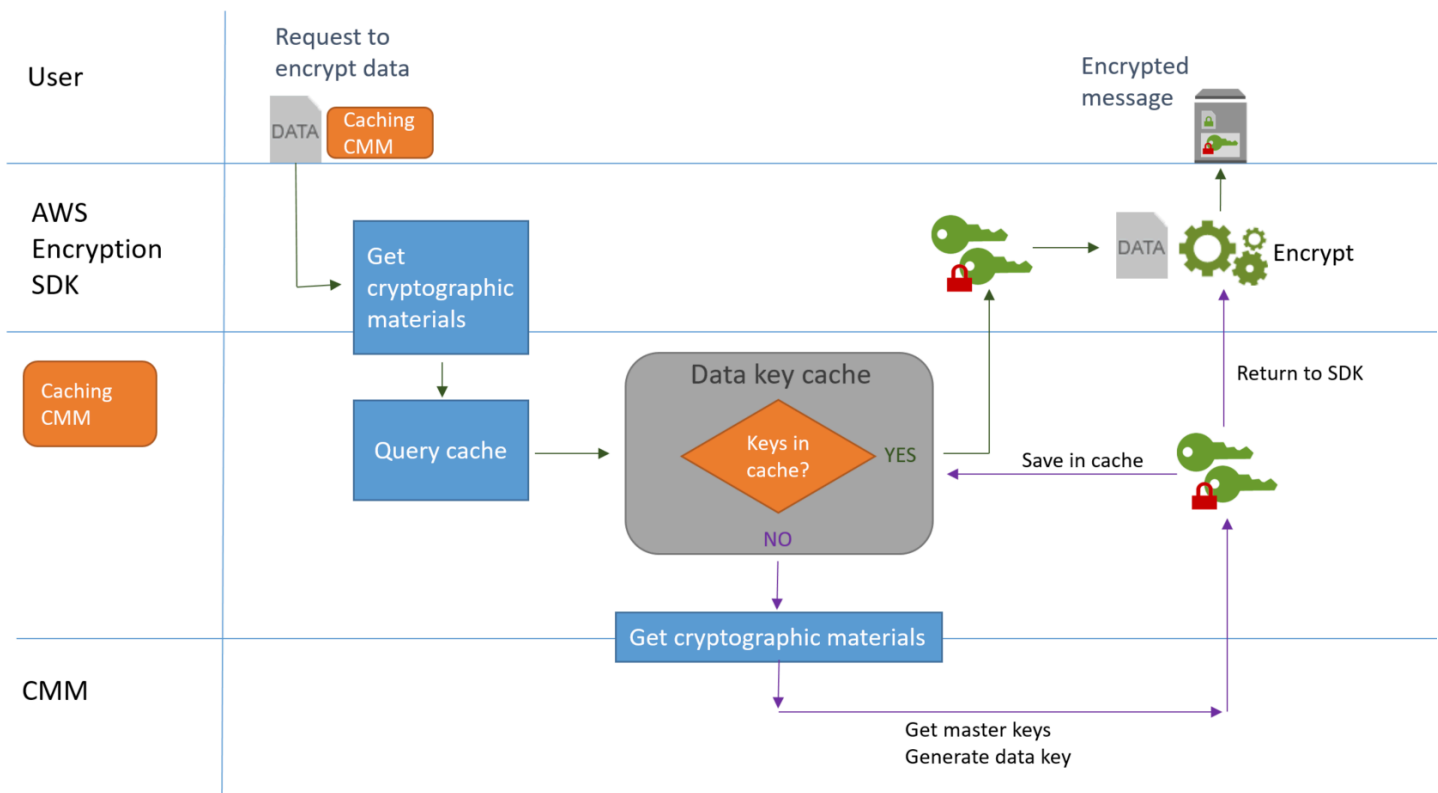 User
Request to
encrypt data
DATA
Caching
CMM
Encrypted
message
AWS
Encryption
SDK
Get
cryptographic
materials
DATA
Encrypt
Caching
CMM
Query cache
Data key cache
Keys in
cache?
YES
NO
Save in cache
Return to SDK
Get cryptographic materials
CMM
Get master keys
Generate data key